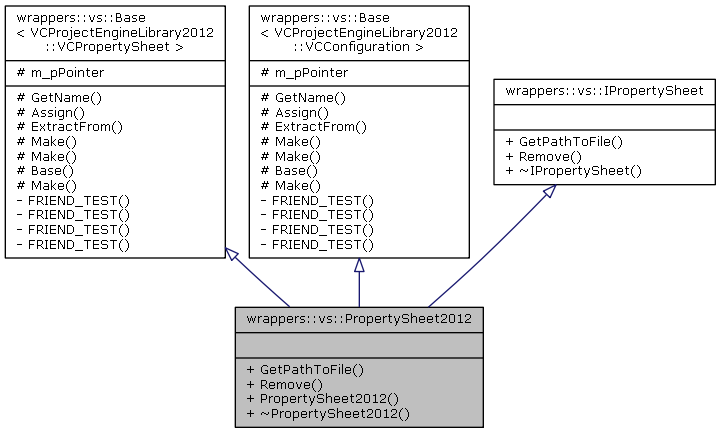 wrappers::vs::Base
< VCProjectEngineLibrary2012
::VCPropertySheet >
# m_pPointer
# GetName()
# Assign()
# ExtractFrom()
# Make()
# Make()
# Base()
# Make()
- FRIEND_TEST()
- FRIEND_TEST()
- FRIEND_TEST()
- FRIEND_TEST()
wrappers::vs::Base
< VCProjectEngineLibrary2012
::VCConfiguration >
# m_pPointer
# GetName()
# Assign()
# ExtractFrom()
# Make()
# Make()
# Base()
# Make()
- FRIEND_TEST()
- FRIEND_TEST()
- FRIEND_TEST()
- FRIEND_TEST()
wrappers::vs::IPropertySheet
+ GetPathToFile()
+ Remove()
+ ~IPropertySheet()
wrappers::vs::PropertySheet2012
+ GetPathToFile()
+ Remove()
+ PropertySheet2012()
+ ~PropertySheet2012()